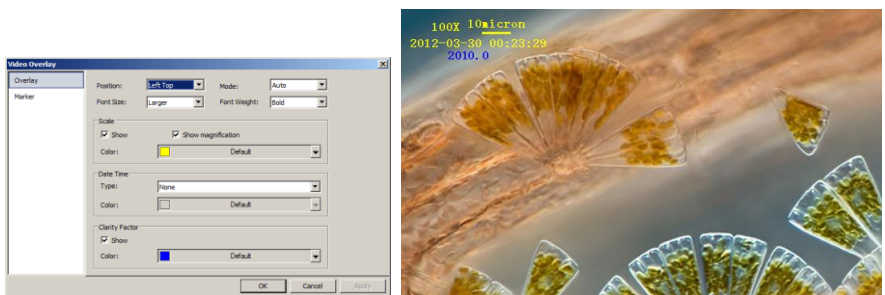 Video Overlay
Overlay
Marker
Position: Left Top Mode: Auto
Font Size: Larger Font Weight: Bold
Scale
Show Show magnification
Color: Default
Date Time
Type: None
Color: Default
Clarity Factor
Show
Color: Default
OK Cancel Apply
100X 10micron
2012-03-30 00:23:29
2010.0